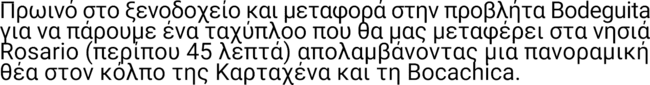 Πρωινό στο ξενοδοχείο και μεταφορά στην προβλήτα Bodeguita
για να πάρουμε ένα ταχύπλοο που θα μας μεταφέρει στα νησιά
Rosario (περίπου 45 λεπτά) απολαμβάνοντας μια πανοραμική
θέα στον κόλπο της Καρταχένα και τη Bocachica.